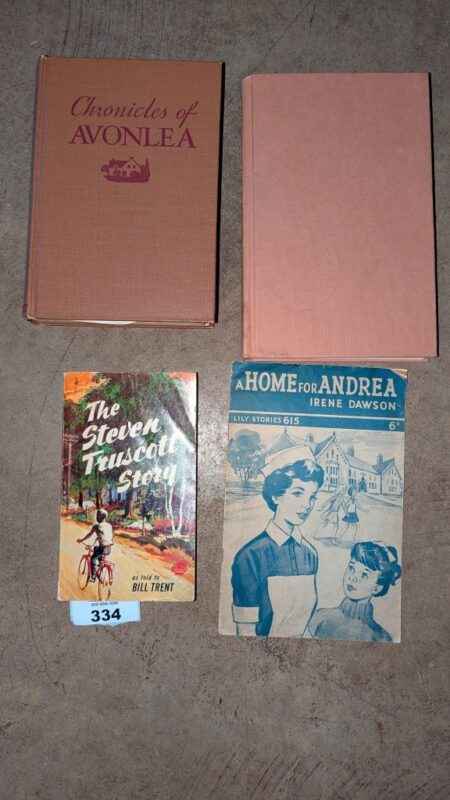 Chronicles of
AVONLEA
The
Steven
Truscott
Story
as told to
BILL TRENT
334
A HOME FOR ANDREA
IRENE DAWSON
LILY STORIES 615
6ᴰ